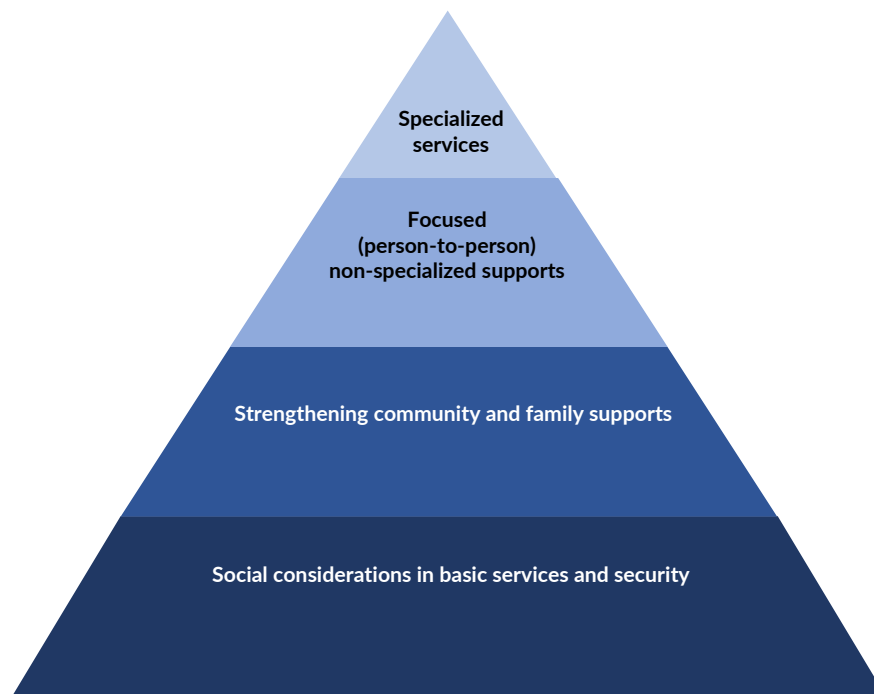 Specialized
services
Focused
(person-to-person)
non-specialized supports
Strengthening community and family supports
Social considerations in basic services and security